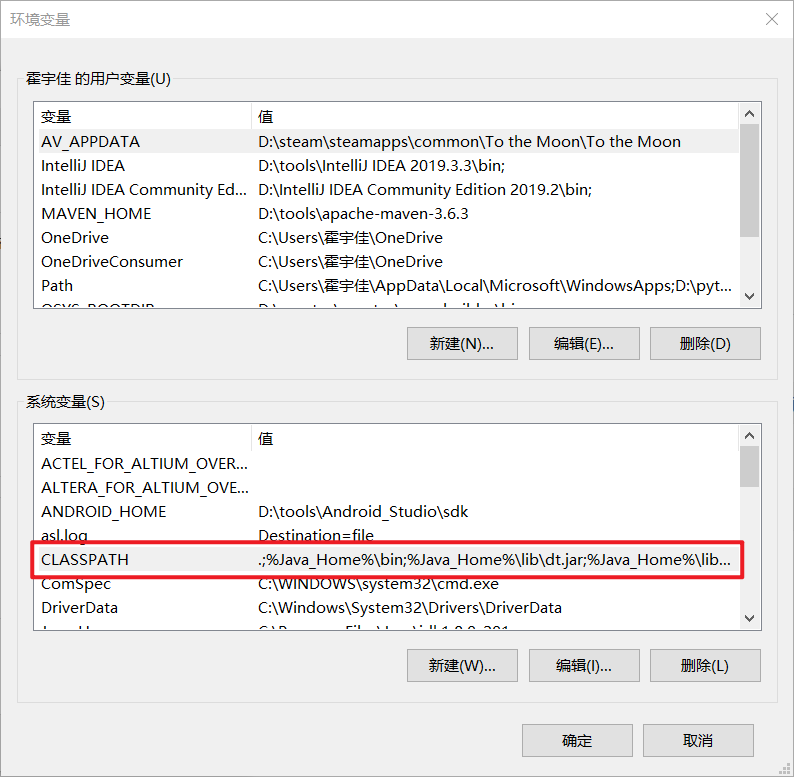 环境变量
霍宇佳 的用户变量(U)
变量 值
AV_APPDATA D:\steam\steamapps\common\To the Moon\To the Moon
IntelliJ IDEA D:\tools\IntelliJ IDEA 2019.3.3\bin;
IntelliJ IDEA Community Ed... D:\IntelliJ IDEA Community Edition 2019.2\bin;
MAVEN_HOME D:\tools\apache-maven-3.6.3
OneDrive C:\Users\霍宇佳\OneDrive
OneDriveConsumer C:\Users\霍宇佳\OneDrive
Path C:\Users\霍宇佳\AppData\Local\Microsoft\WindowsApps;D:\pyt...
新建(N)... 编辑(E)... 删除(D)
系统变量(S)
变量 值
ACTEL_FOR_ALTIUM_OVER...
ALTERA_FOR_ALTIUM_OVE...
ANDROID_HOME D:\tools\Android_Studio\sdk
asl.log Destination=file
CLASSPATH .;%Java_Home%\bin;%Java_Home%\lib\dt.jar;%Java_Home%\lib...
ComSpec C:\WINDOWS\system32\cmd.exe
DriverData C:\Windows\System32\Drivers\DriverData
新建(W)... 编辑(I)... 删除(L)
确定 取消